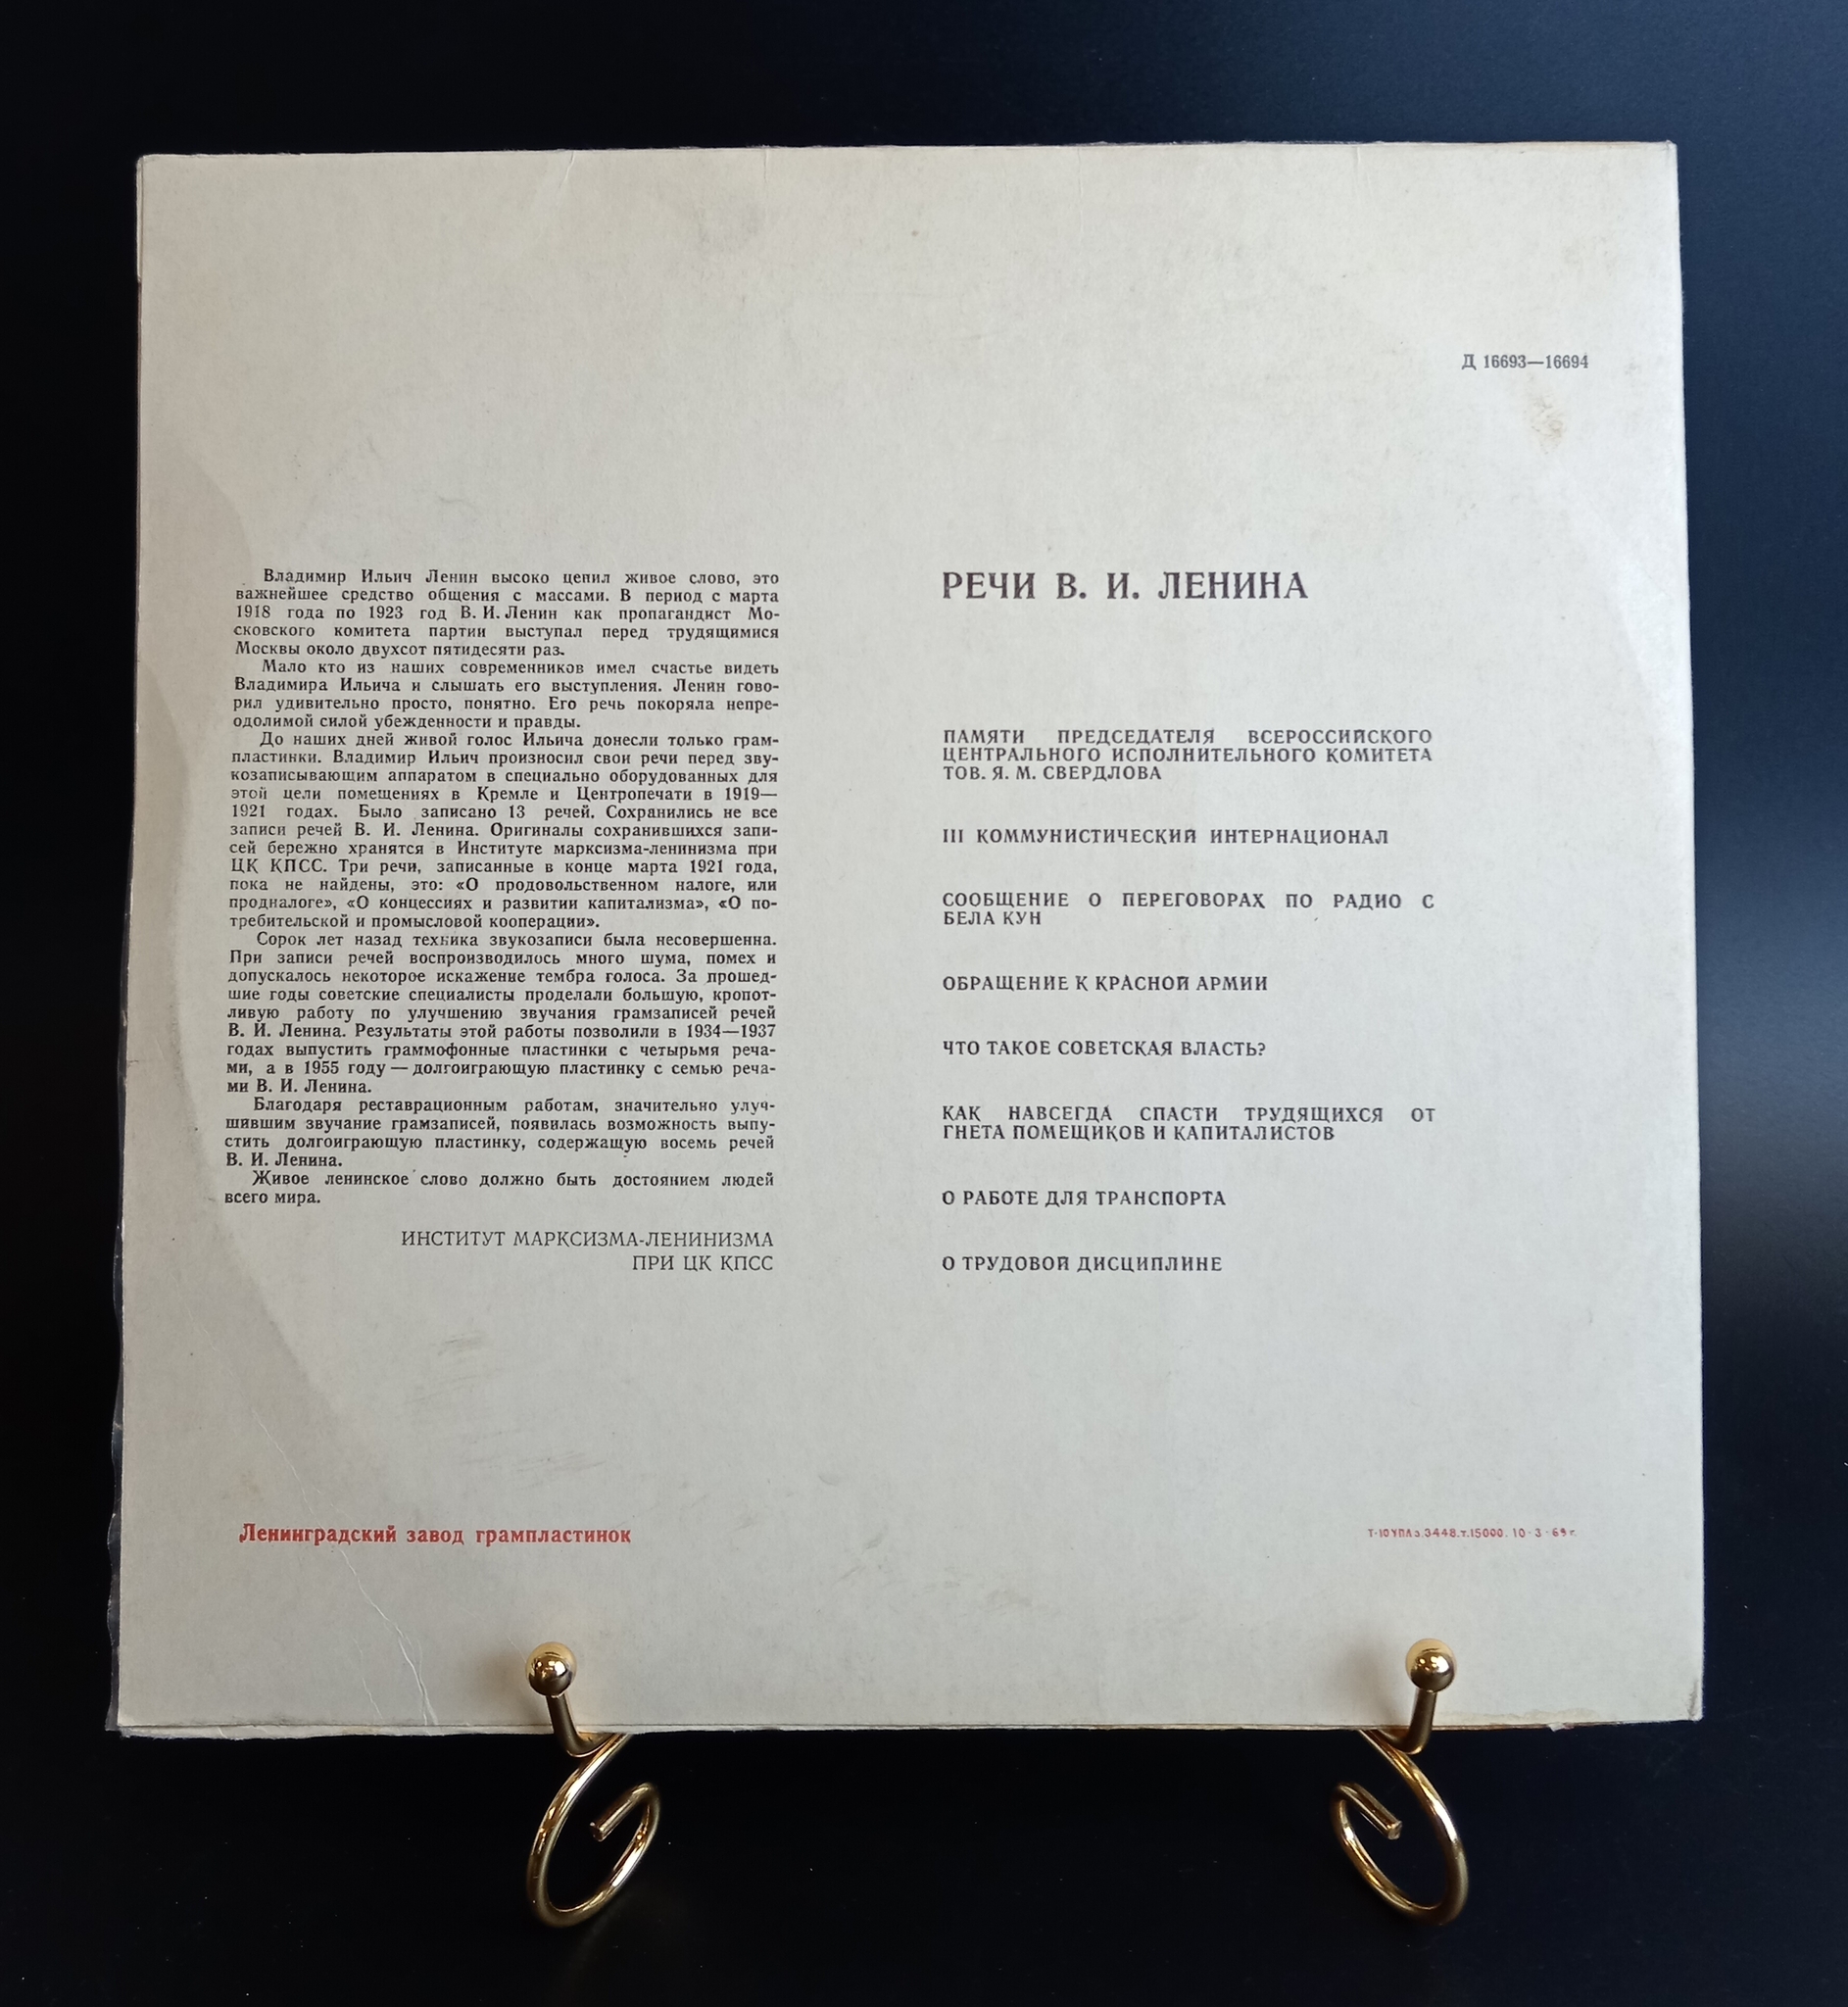 Д 16693—16694
Владимир Ильич Ленин высоко ценил живое слово, это
важнейшее средство общения с массами. В период с марта
1918 года по 1923 год В. И. Ленин как пропагандист Мо-
сковского комитета партии выступал перед трудящимися
Москвы около двухсот пятидесяти раз.
Мало кто из наших современников имел счастье видеть
Владимира Ильича и слышать его выступления. Ленин гово-
рил удивительно просто, понятно. Его речь покоряла непре-
одолимой силой убежденности и правды.
До наших дней живой голос Ильича донесли только грам-
пластинки. Владимир Ильич произносил свои речи перед зву-
козаписывающим аппаратом в специально оборудованных для
этой цели помещениях в Кремле и Центропечати в 1919—
1921 годах. Было записано 13 речей. Сохранились не все
записи речей В. И. Ленина. Оригиналы сохранившихся запи-
сей бережно хранятся в Институте марксизма-ленинизма при
ЦК КПСС. Три речи, записанные в конце марта 1921 года,
пока не найдены, это: «О продовольственном налоге, или
продналоге», «О концессиях и развитии капитализма», «О по-
требительской и промысловой кооперации».
Сорок лет назад техника звукозаписи была несовершенна.
При записи речей воспроизводилось много шума, помех и
допускалось некоторое искажение тембра голоса. За прошед-
шие годы советские специалисты проделали большую, кропот-
ливую работу по улучшению звучания грамзаписей речей
В. И. Ленина. Результаты этой работы позволили в 1934—1937
годах выпустить граммофонные пластинки с четырьмя реча-
ми, а в 1955 году — долгоиграющую пластинку с семью реча-
ми В. И. Ленина.
Благодаря реставрационным работам, значительно улуч-
шившим звучание грамзаписей, появилась возможность выпу-
стить долгоиграющую пластинку, содержащую восемь речей
В. И. Ленина.
Живое ленинское слово должно быть достоянием людей
всего мира.
ИНСТИТУТ МАРКСИЗМА-ЛЕНИНИЗМА
ПРИ ЦК КПСС
РЕЧИ В. И. ЛЕНИНА
ПАМЯТИ ПРЕДСЕДАТЕЛЯ ВСЕРОССИЙСКОГО
ЦЕНТРАЛЬНОГО ИСПОЛНИТЕЛЬНОГО КОМИТЕТА
ТОВ. Я. М. СВЕРДЛОВА
III КОММУНИСТИЧЕСКИЙ ИНТЕРНАЦИОНАЛ
СООБЩЕНИЕ О ПЕРЕГОВОРАХ ПО РАДИО С
БЕЛА КУН
ОБРАЩЕНИЕ К КРАСНОЙ АРМИИ
ЧТО ТАКОЕ СОВЕТСКАЯ ВЛАСТЬ?
КАК НАВСЕГДА СПАСТИ ТРУДЯЩИХСЯ ОТ
ГНЕТА ПОМЕЩИКОВ И КАПИТАЛИСТОВ
О РАБОТЕ ДЛЯ ТРАНСПОРТА
О ТРУДОВОЙ ДИСЦИПЛИНЕ
Ленинградский завод грампластинок
Т-10 УПЛ з.3448.т.15000. 10-3-69 г.